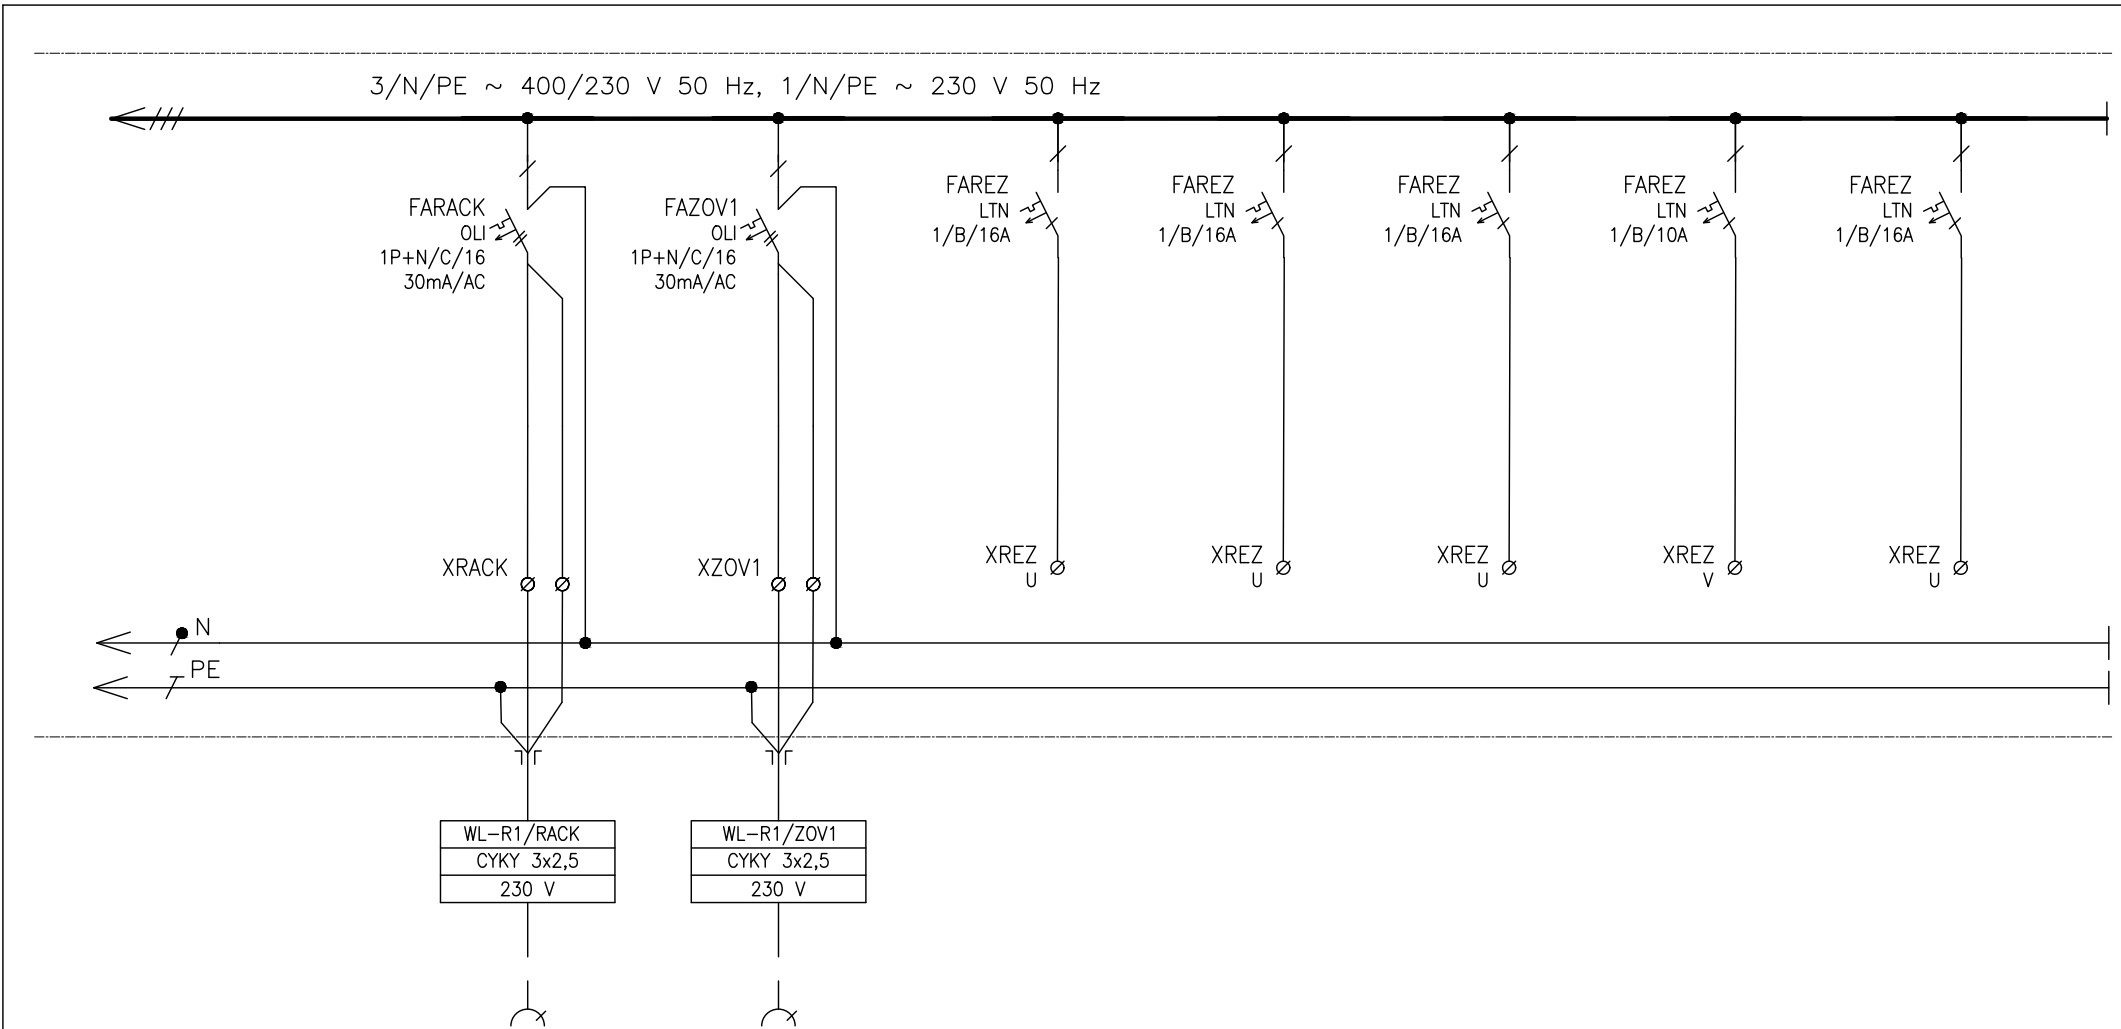 3/N/PE ~ 400/230 V 50 Hz, 1/N/PE ~ 230 V 50 Hz
FARACK
OLI
1P+N/C/16
30mA/AC
FAZOV1
OLI
1P+N/C/16
30mA/AC
FAREZ
LTN
1/B/16A
FAREZ
LTN
1/B/16A
FAREZ
LTN
1/B/16A
FAREZ
LTN
1/B/10A
FAREZ
LTN
1/B/16A
XRACK
XZOV1
XREZ
U
XREZ
U
XREZ
U
XREZ
V
XREZ
U
N
PE
WL-R1/RACK
CYKY 3x2,5
230 V
WL-R1/ZOV1
CYKY 3x2,5
230 V